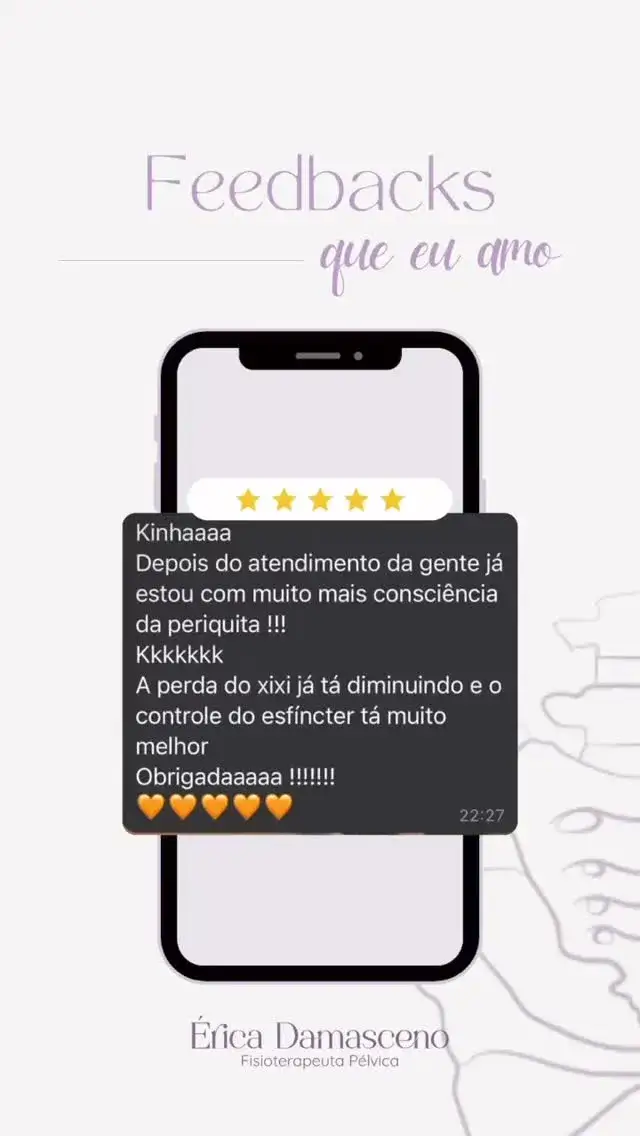 Feedbacks
que eu amo
Kinhaaaa
Depois do atendimento da gente já
estou com muito mais consciência
da periquita !!!
Kkkkkkk
A perda do xixi já tá diminuindo e o
controle do esfíncter tá muito
melhor
Obrigadaaaaa !!!!!!!
🧡🧡🧡🧡🧡
22:27
Érica Damasceno
Fisioterapeuta Pélvica